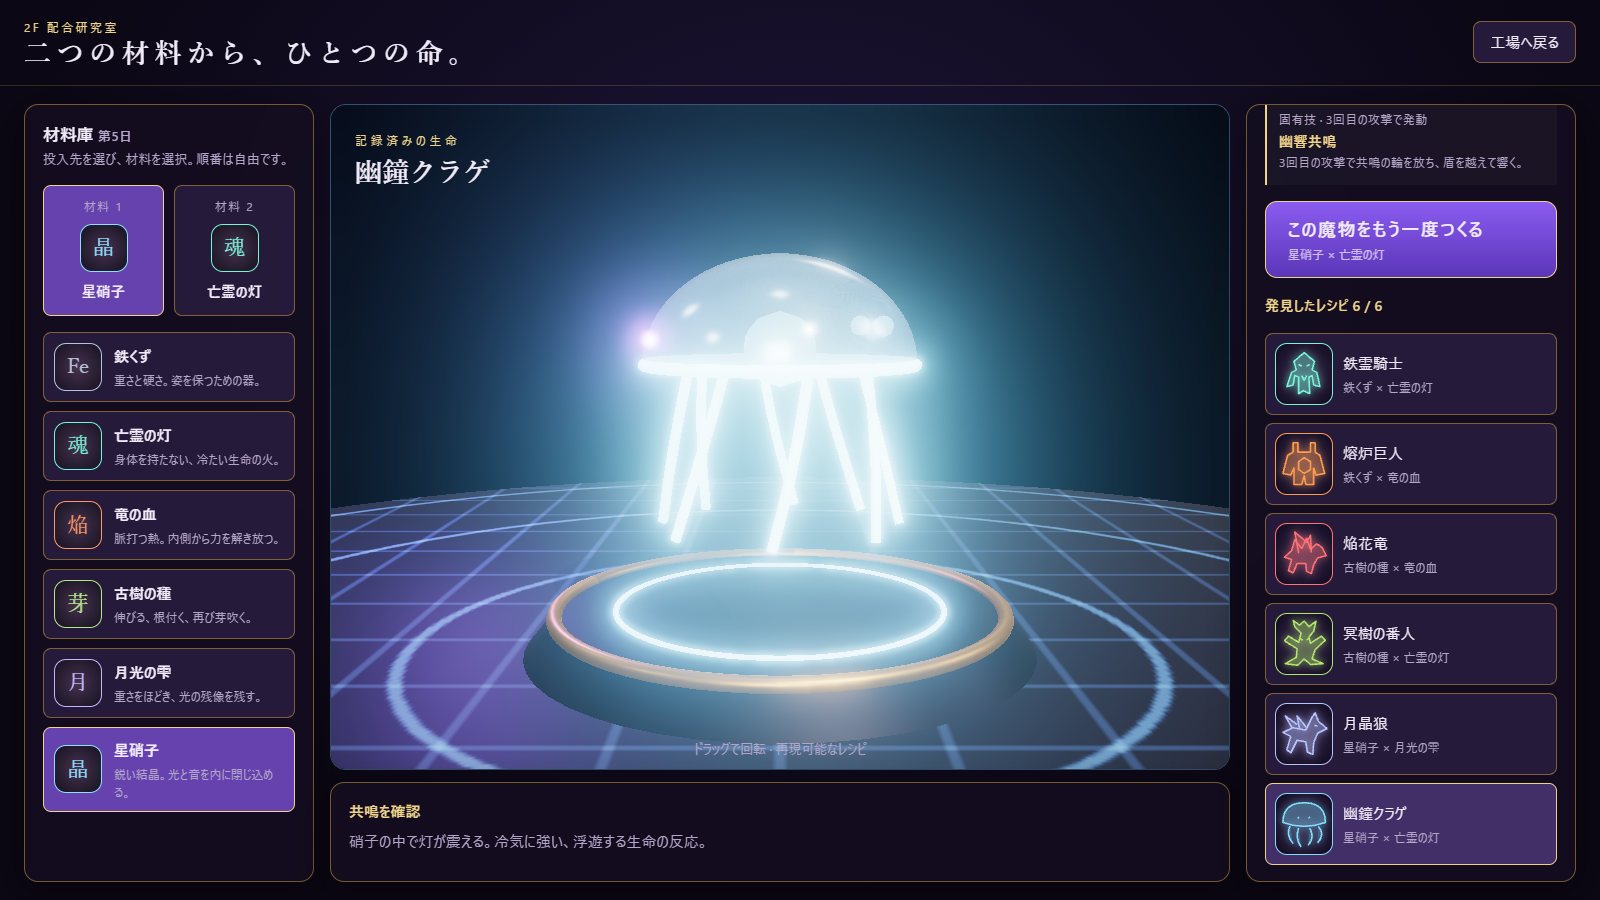 2F 配合研究室
二つの材料から、ひとつの命。
工場へ戻る
材料庫 第5日
投入先を選び、材料を選択。順番は自由です。
材料 1
晶
星硝子
材料 2
魂
亡霊の灯
Fe
鉄くず
重さと硬さ。姿を保つための器。
魂
亡霊の灯
身体を持たない、冷たい生命の火。
焔
竜の血
脈打つ熱。内側から力を解き放つ。
芽
古樹の種
伸びる、根付く、再び芽吹く。
月
月光の雫
重さをほどき、光の残像を残す。
晶
星硝子
鋭い結晶。光と音を内に閉じ込め
る。
記録済みの生命
幽鐘クラゲ
ドラッグで回転 · 再現可能なレシピ
共鳴を確認
硝子の中で灯が震える。冷気に強い、浮遊する生命の反応。
固有技 · 3回目の攻撃で発動
幽響共鳴
3回目の攻撃で共鳴の輪を放ち、盾を越えて響く。
この魔物をもう一度つくる
星硝子 × 亡霊の灯
発見したレシピ 6 / 6
鉄霊騎士
鉄くず × 亡霊の灯
熔炉巨人
鉄くず × 竜の血
焔花竜
古樹の種 × 竜の血
冥樹の番人
古樹の種 × 亡霊の灯
月晶狼
星硝子 × 月光の雫
幽鐘クラゲ
星硝子 × 亡霊の灯